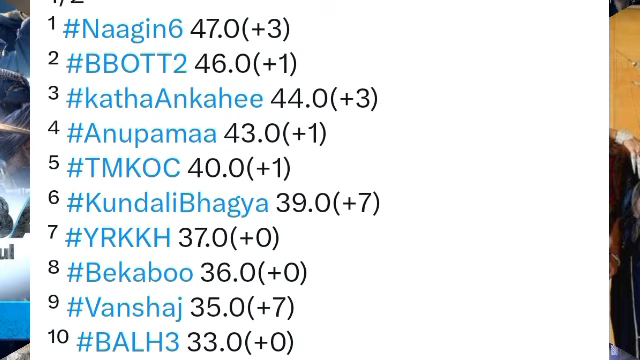 ¹ #Naagin6 47.0(+3)
² #BBOTT2 46.0(+1)
³ #kathaAnkahee 44.0(+3)
⁴ #Anupamaa 43.0(+1)
⁵ #TMKOC 40.0(+1)
⁶ #KundaliBhagya 39.0(+7)
⁷ #YRKKH 37.0(+0)
⁸ #Bekaboo 36.0(+0)
⁹ #Vanshaj 35.0(+7)
¹⁰ #BALH3 33.0(+0)